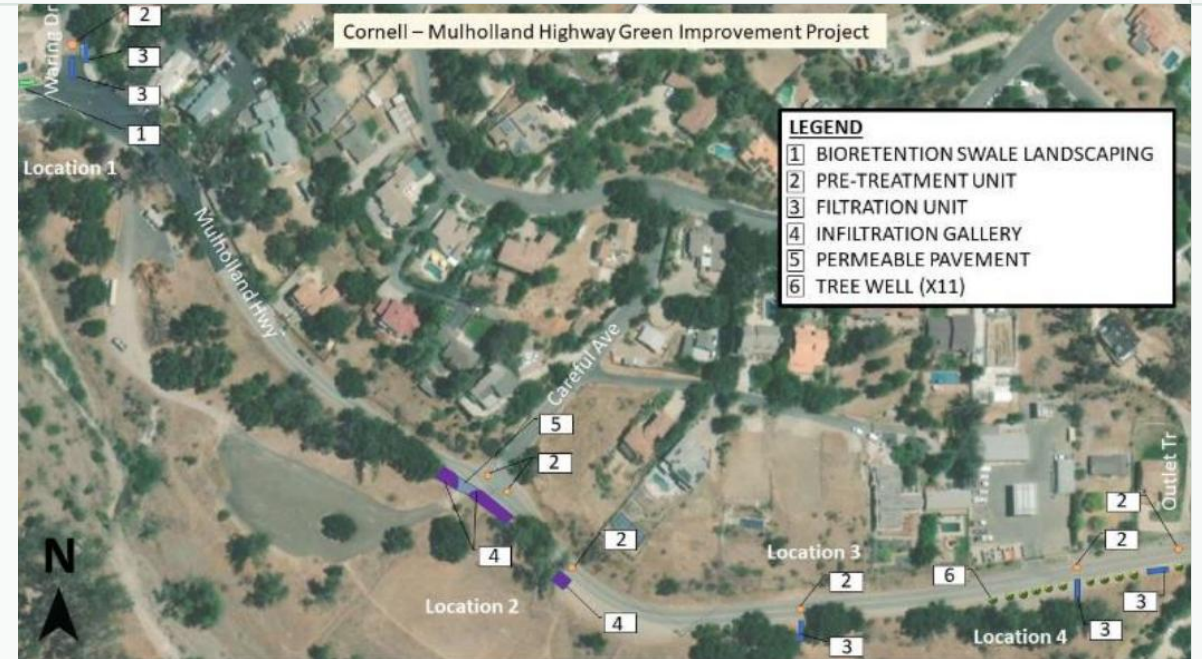 Cornell – Mulholland Highway Green Improvement Project
Waring Dr
2
3
3
1
Location 1
LEGEND
1 BIORETENTION SWALE LANDSCAPING
2 PRE-TREATMENT UNIT
3 FILTRATION UNIT
4 INFILTRATION GALLERY
5 PERMEABLE PAVEMENT
6 TREE WELL (X11)
Mulholland Hwy
Careful Ave
5
2
4
2
4
Location 2
N
Location 3
2
3
6
2
2
Outlet Tr
3
3
Location 4